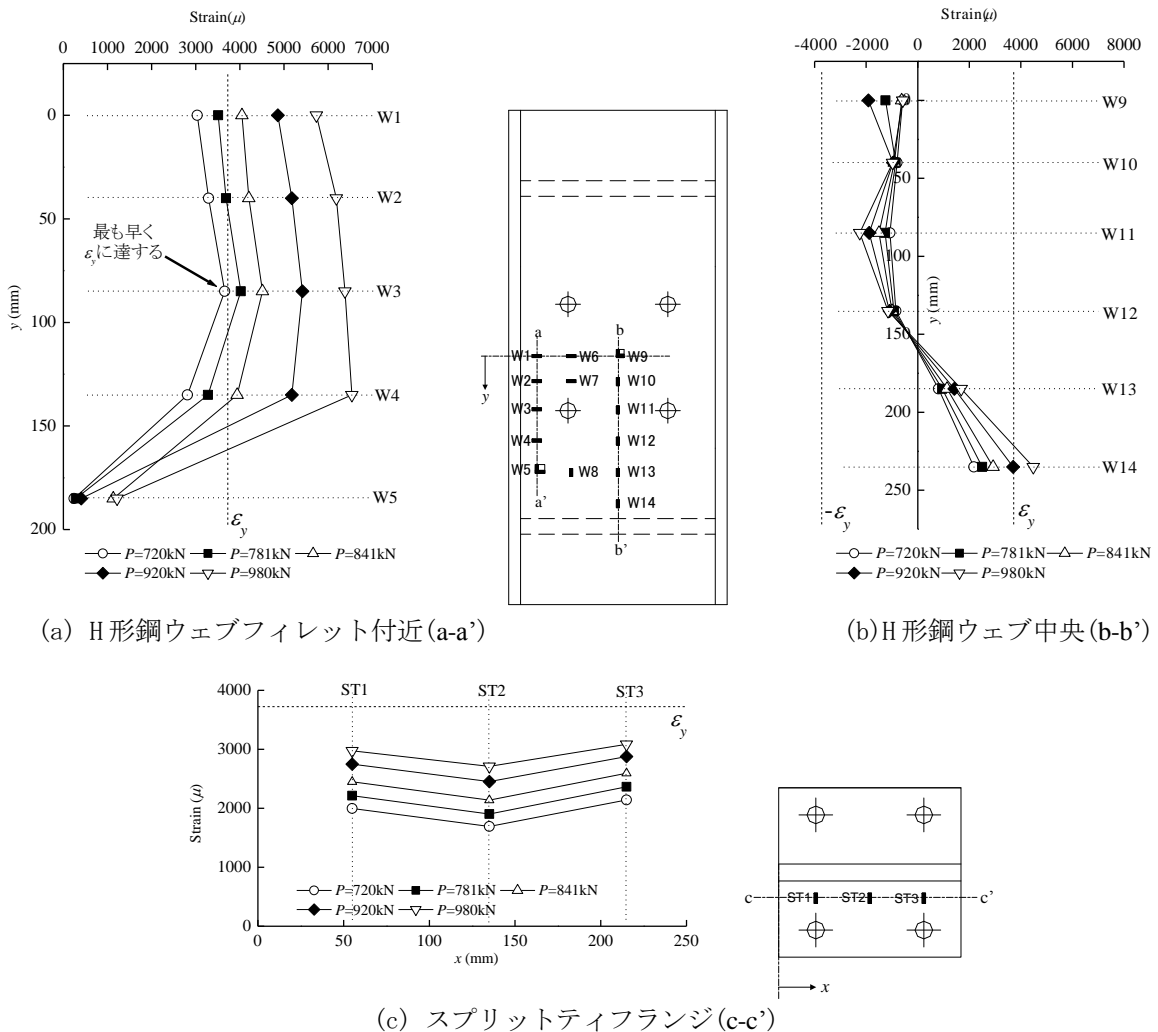 Strain(μ)
0 1000 2000 3000 4000 5000 6000 7000
0
50
100
150
200
y (mm)
W1
W2
W3
W4
W5
最も早く
εyに達する
εy
P=720kN P=781kN P=841kN
P=920kN P=980kN
(a) H形鋼ウェブフィレット付近(a-a’)
a
b
W1 W6 W9
y
W2 W7 W10
W3 W11
W4 W12
W5 W8 W13
a’ W14
b’
Strain(μ)
-4000 -2000 0 2000 4000 6000 8000
0
50
100
150
200
250
y (mm)
W9
W10
W11
W12
W13
W14
-εy
εy
P=720kN P=781kN P=841kN
P=920kN P=980kN
(b)H形鋼ウェブ中央(b-b’)
4000
3000
2000
1000
0
Strain (μ)
ST1 ST2 ST3
εy
P=720kN P=781kN P=841kN
P=920kN P=980kN
0 50 100 150 200 250
x (mm)
c ST1 ST2 ST3 c’
x
(c) スプリットティフランジ(c-c’)